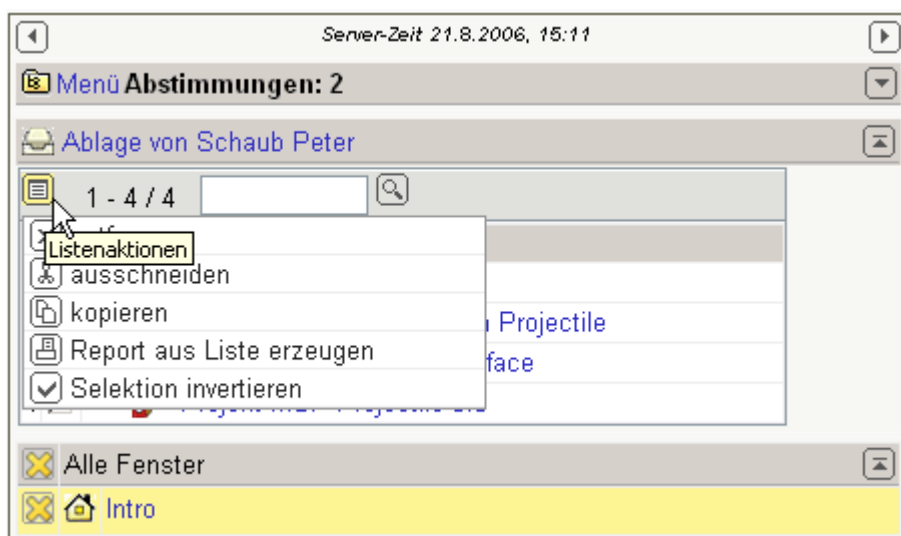 Server-Zeit 21.8.2006, 15:11
Menü Abstimmungen: 2
Ablage von Schaub Peter
1 - 4 / 4
Listenaktionen
ausschneiden
kopieren
Projectile
Report aus Liste erzeugen
face
Selektion invertieren
Alle Fenster
Intro